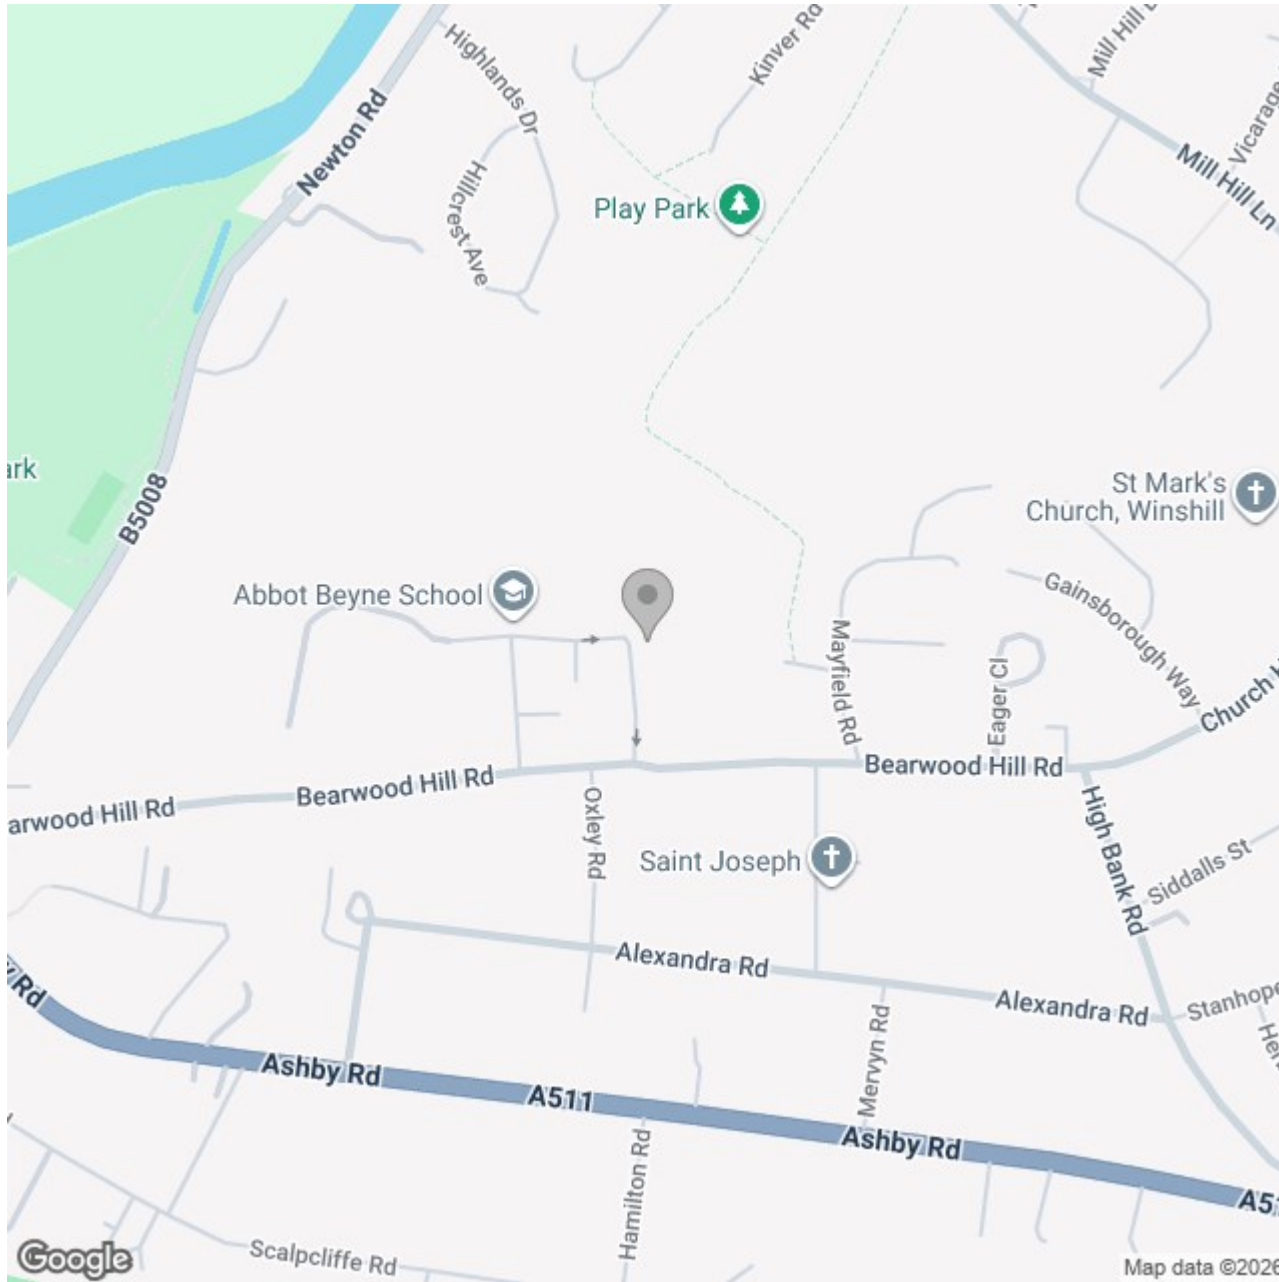 Highlands Dr
Kinver Rd
Mill Hill
Vicarage
Newton Rd
Mill Hill Ln
Hillcrest Ave
Play Park
ark
B5008
St Mark's
Church, Winshill
Abbot Beyne School
Gainsborough Way
Mayfield Rd
Eager Cl
Church
Bearwood Hill Rd
Bearwood Hill Rd
arwood Hill Rd
Oxley Rd
High Bank Rd
Saint Joseph
Siddalls St
Alexandra Rd
Alexandra Rd
Stanhope
y Rd
Mervyn Rd
Ashby Rd
A511
Ashby Rd
Hamilton Rd
A51
Scalpcliffe Rd
Google
Map data ©2026